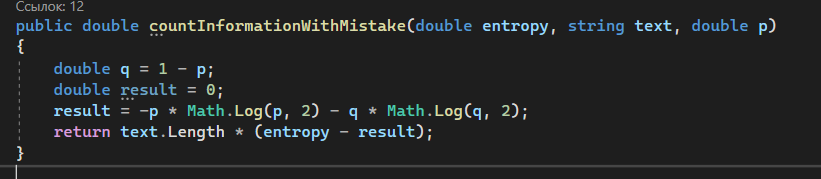 Ссылок: 12
public double countInformationWithMistake(double entropy, string text, double p)
{
    double q = 1 - p;
    double result = 0;
    result = -p * Math.Log(p, 2) - q * Math.Log(q, 2);
    return text.Length * (entropy - result);
}